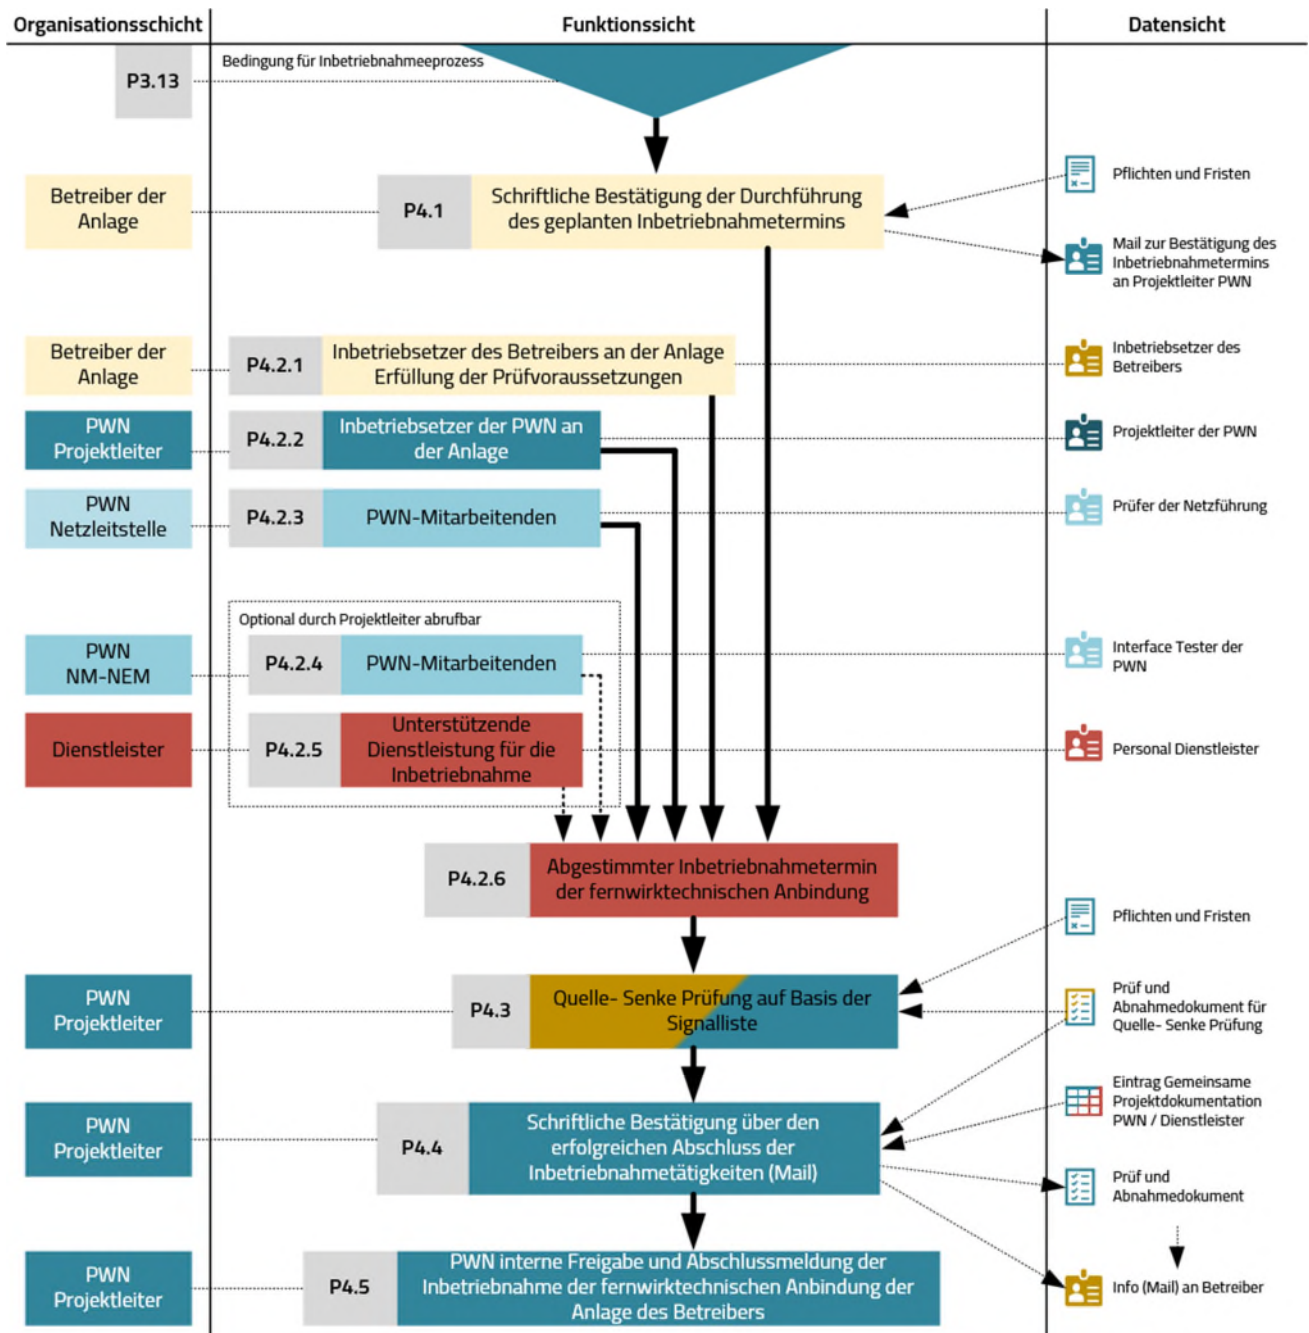 Organisationsschicht
Funktionssicht
Datensicht
P3.13
Bedingung für Inbetriebnahmeeprozess
Betreiber der
Anlage
P4.1
Schriftliche Bestätigung der Durchführung
des geplanten Inbetriebnahmetermins
Pflichten und Fristen
Mail zur Bestätigung des
Inbetriebnahmetermins
an Projektleiter PWN
Betreiber der
Anlage
P4.2.1
Inbetriebsetzer des Betreibers an der Anlage
Erfüllung der Prüfvoraussetzungen
Inbetriebsetzer des
Betreibers
PWN
Projektleiter
P4.2.2
Inbetriebsetzer der PWN an
der Anlage
Projektleiter der PWN
PWN
Netzleitstelle
P4.2.3
PWN-Mitarbeitenden
Prüfer der Netzführung
Optional durch Projektleiter abrufbar
PWN
NM-NEM
P4.2.4
PWN-Mitarbeitenden
Interface Tester der
PWN
Dienstleister
P4.2.5
Unterstützende
Dienstleistung für die
Inbetriebnahme
Personal Dienstleister
P4.2.6
Abgestimmter Inbetriebnahmetermin
der fernwirktechnischen Anbindung
Pflichten und Fristen
PWN
Projektleiter
P4.3
Quelle- Senke Prüfung auf Basis der
Signalliste
Prüf und
Abnahmedokument für
Quelle- Senke Prüfung
Eintrag Gemeinsame
Projektdokumentation
PWN / Dienstleister
PWN
Projektleiter
P4.4
Schriftliche Bestätigung über den
erfolgreichen Abschluss der
Inbetriebnahmetätigkeiten (Mail)
Prüf und
Abnahmedokument
PWN
Projektleiter
P4.5
PWN interne Freigabe und Abschlussmeldung der
Inbetriebnahme der fernwirktechnischen Anbindung der
Anlage des Betreibers
Info (Mail) an Betreiber